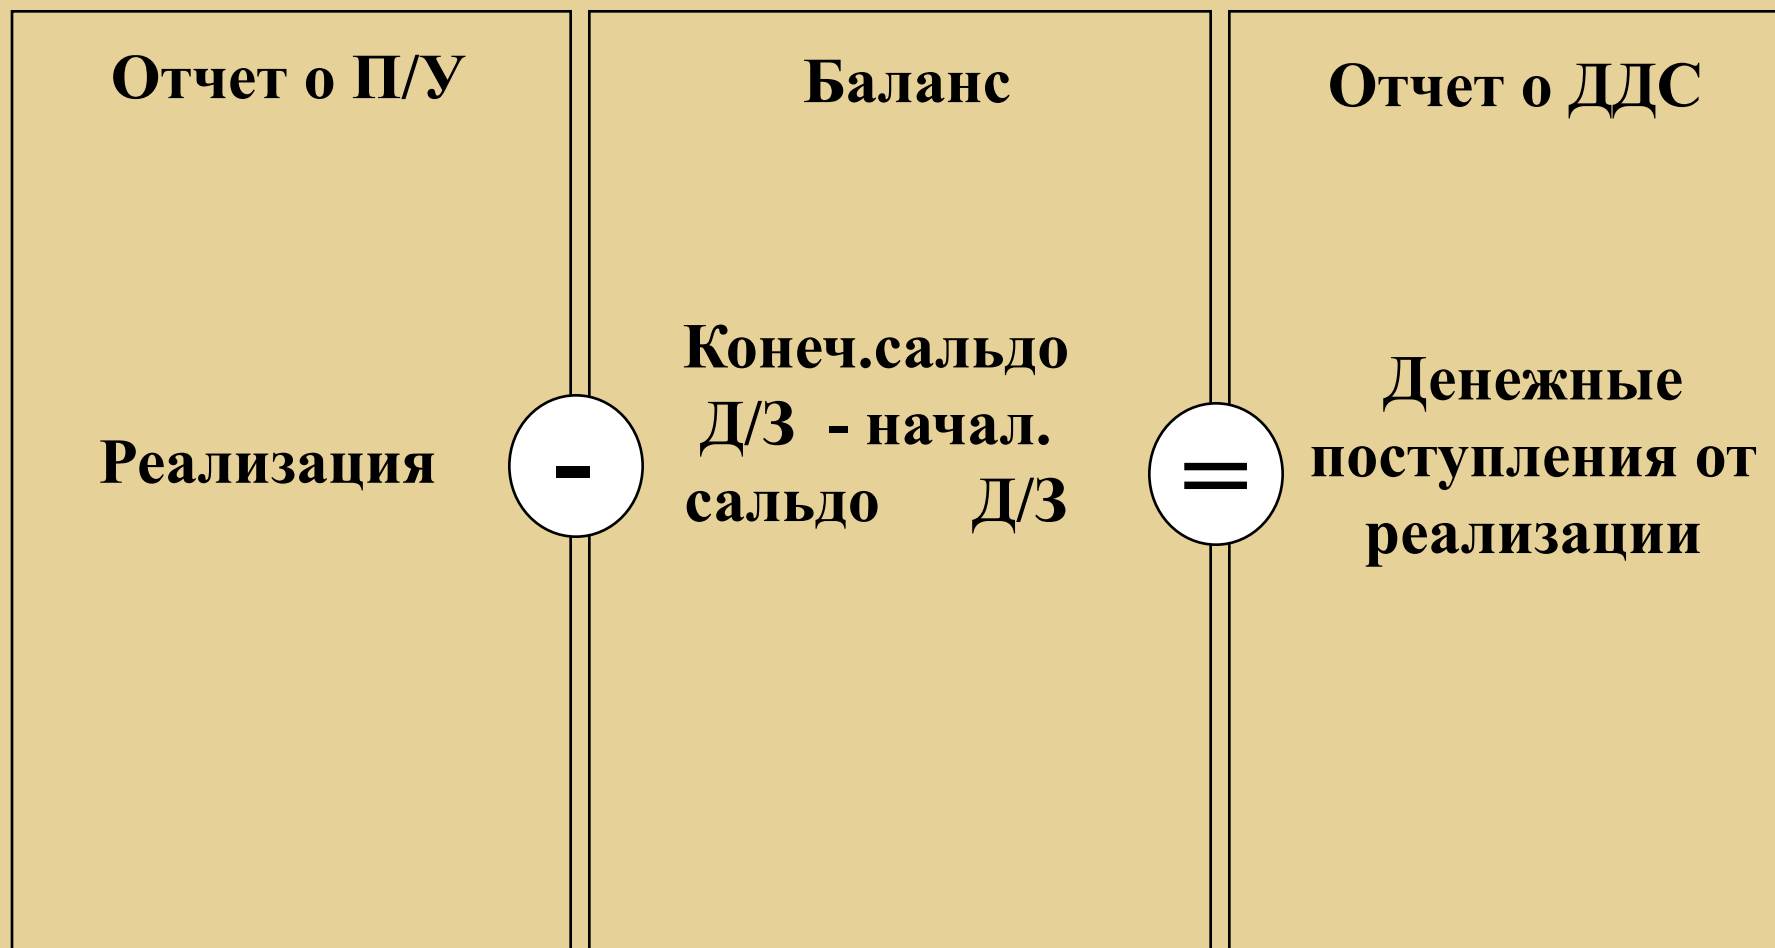 Отчет о П/У
Баланс
Отчет о ДДС
Реализация
-
Конеч.сальдо
Д/З - начал.
сальдо Д/З
=
Денежные
поступления от
реализации